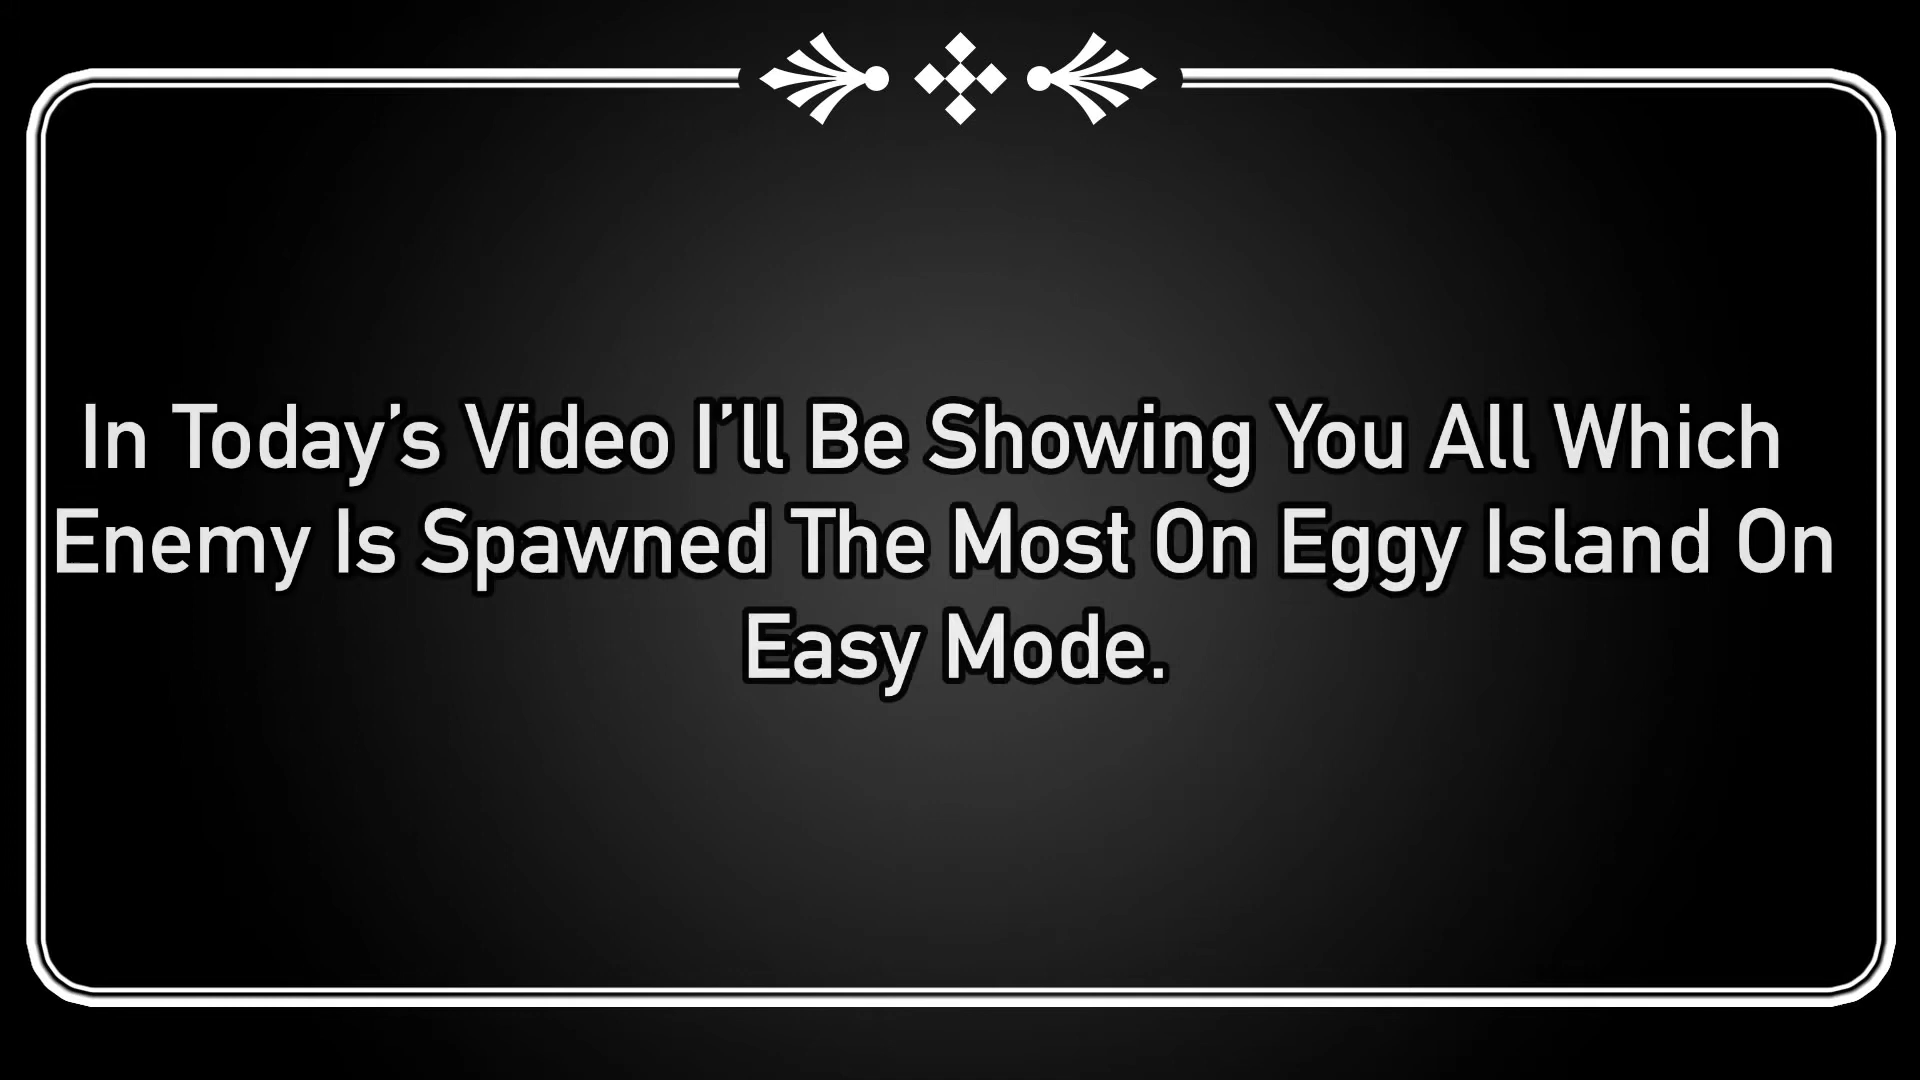 In Today’s Video I’ll Be Showing You All Which
Enemy Is Spawned The Most On Eggy Island On
Easy Mode.